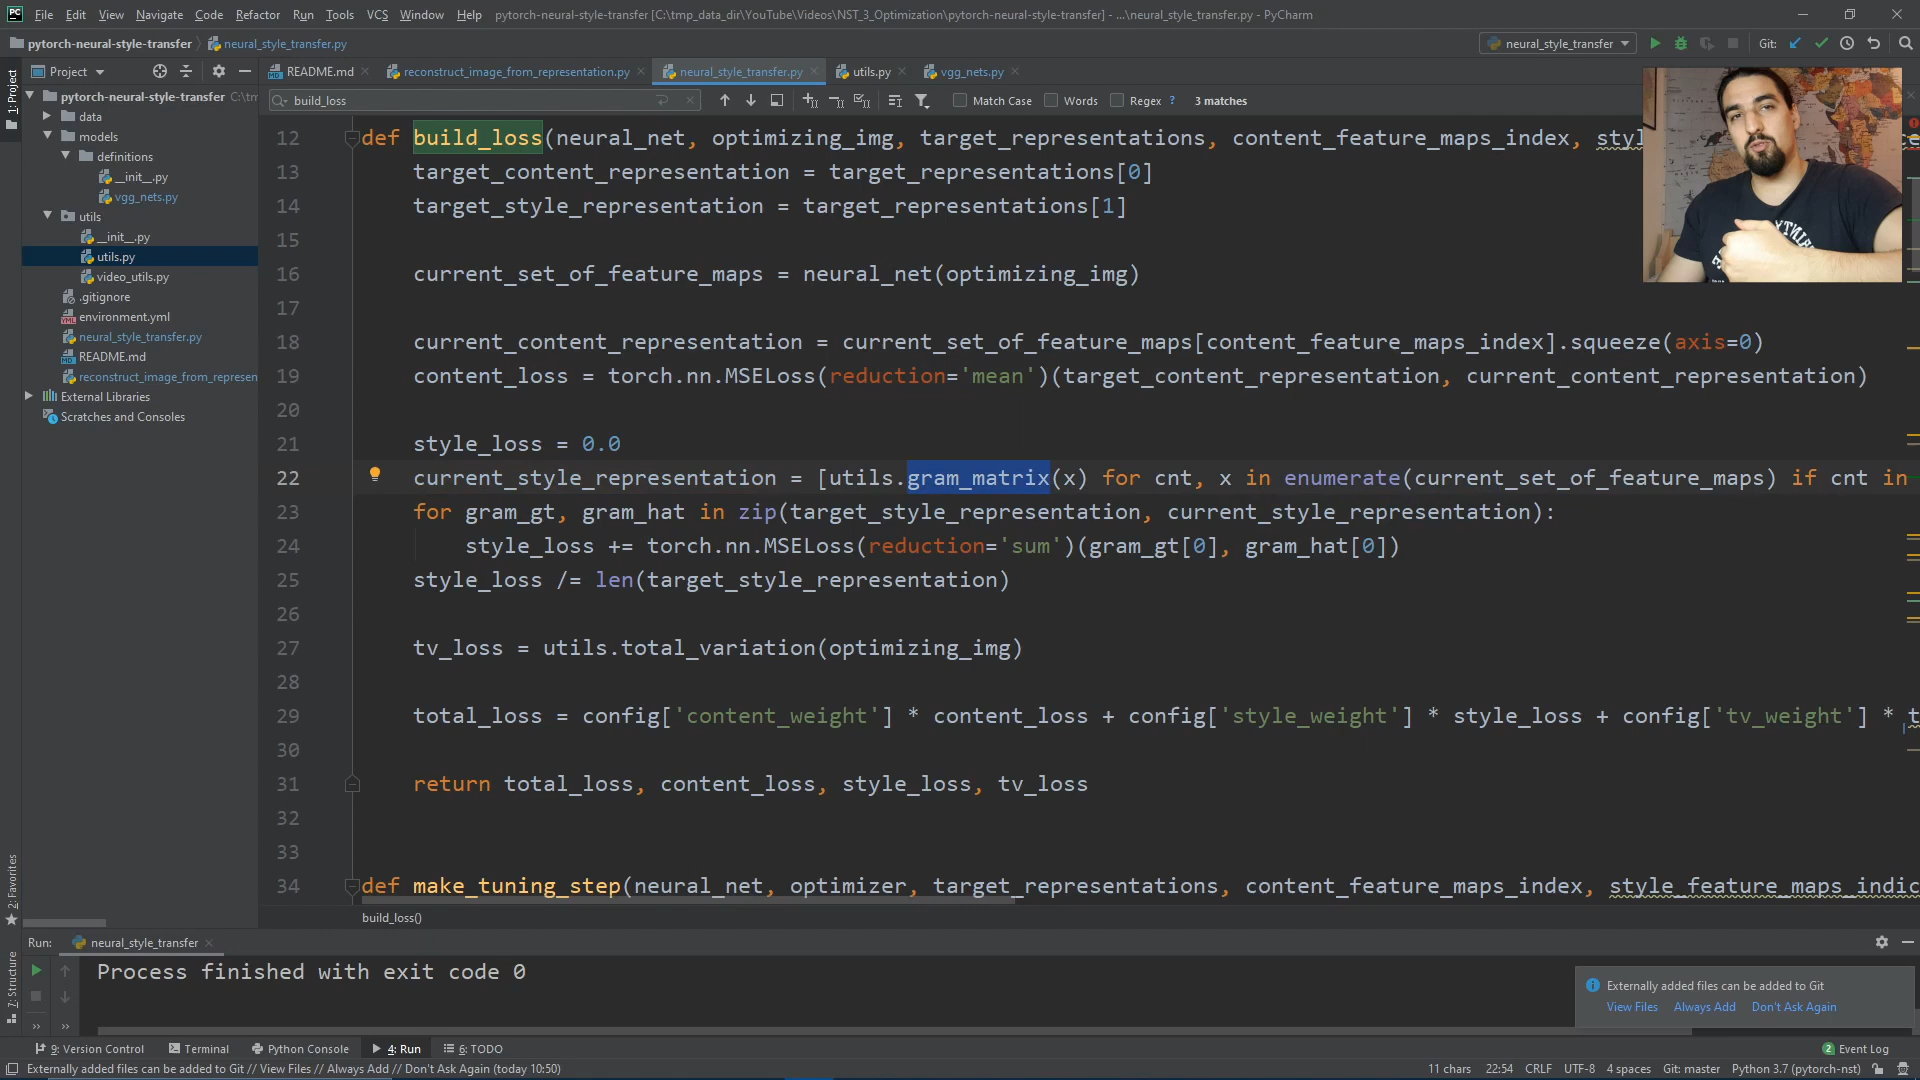 File Edit View Navigate Code Refactor Run Tools VCS Window Help pytorch-neural-style-transfer [C:\tmp_data_dir\YouTube\Videos\NST_3_Optimization\pytorch-neural-style-transfer] - ...\neural_style_transfer.py - PyCharm
pytorch-neural-style-transfer neural_style_transfer.py neural_style_transfer Git:
1: Project
Project
README.md reconstruct_image_from_representation.py neural_style_transfer.py utils.py vgg_nets.py
pytorch-neural-style-transfer C:\tm
data
models
definitions
__init__.py
vgg_nets.py
utils
__init__.py
utils.py
video_utils.py
.gitignore
environment.yml
neural_style_transfer.py
README.md
reconstruct_image_from_represen
External Libraries
Scratches and Consoles
build_loss Match Case Words Regex ? 3 matches
12 def build_loss(neural_net, optimizing_img, target_representations, content_feature_maps_index, styl
13 target_content_representation = target_representations[0]
14 target_style_representation = target_representations[1]
15
16 current_set_of_feature_maps = neural_net(optimizing_img)
17
18 current_content_representation = current_set_of_feature_maps[content_feature_maps_index].squeeze(axis=0)
19 content_loss = torch.nn.MSELoss(reduction='mean')(target_content_representation, current_content_representation)
20
21 style_loss = 0.0
22 current_style_representation = [utils.gram_matrix(x) for cnt, x in enumerate(current_set_of_feature_maps) if cnt in
23 for gram_gt, gram_hat in zip(target_style_representation, current_style_representation):
24 style_loss += torch.nn.MSELoss(reduction='sum')(gram_gt[0], gram_hat[0])
25 style_loss /= len(target_style_representation)
26
27 tv_loss = utils.total_variation(optimizing_img)
28
29 total_loss = config['content_weight'] * content_loss + config['style_weight'] * style_loss + config['tv_weight'] * t
30
31 return total_loss, content_loss, style_loss, tv_loss
32
33
34 def make_tuning_step(neural_net, optimizer, target_representations, content_feature_maps_index, style_feature_maps_indic
build_loss()
2: Favorites
7: Structure
Run: neural_style_transfer
Process finished with exit code 0
Externally added files can be added to Git
View Files Always Add Don't Ask Again
9: Version Control Terminal Python Console 4: Run 6: TODO 2 Event Log
Externally added files can be added to Git // View Files // Always Add // Don't Ask Again (today 10:50) 11 chars 22:54 CRLF UTF-8 4 spaces Git: master Python 3.7 (pytorch-nst)